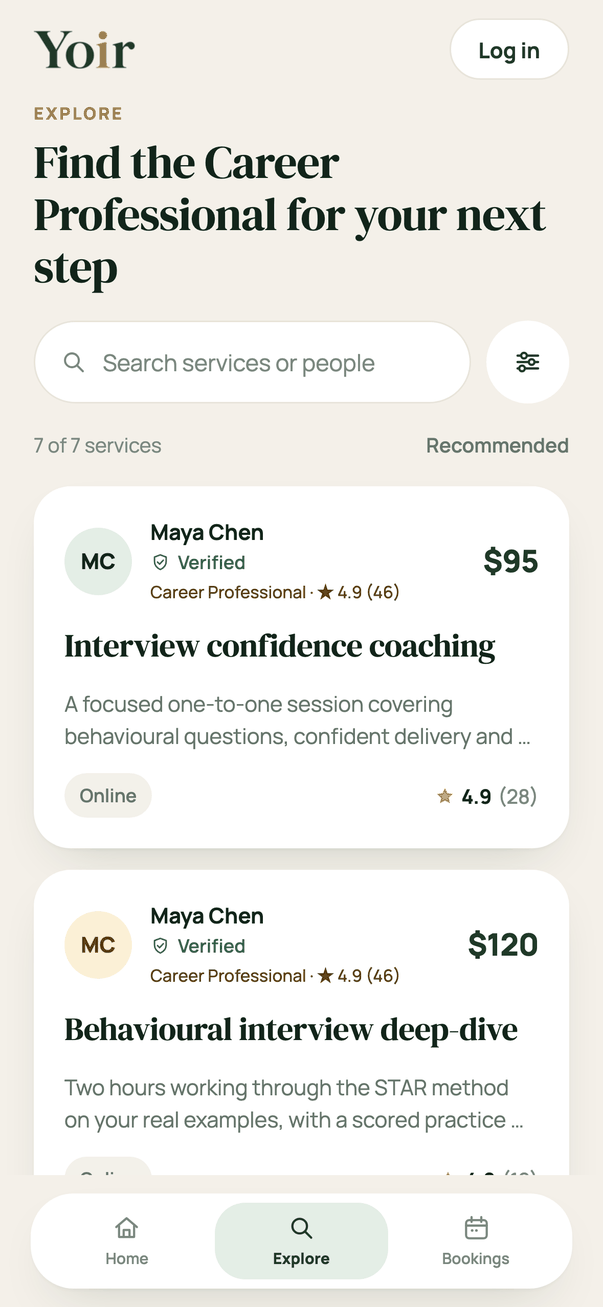 Yoir
Log in
EXPLORE
Find the Career
Professional for your next
step
Search services or people
7 of 7 services
Recommended
MC
Maya Chen
Verified
Career Professional · ★ 4.9 (46)
$95
Interview confidence coaching
A focused one-to-one session covering
behavioural questions, confident delivery and ...
Online
★ 4.9 (28)
MC
Maya Chen
Verified
Career Professional · ★ 4.9 (46)
$120
Behavioural interview deep-dive
Two hours working through the STAR method
on your real examples, with a scored practice ...
Home
Explore
Bookings